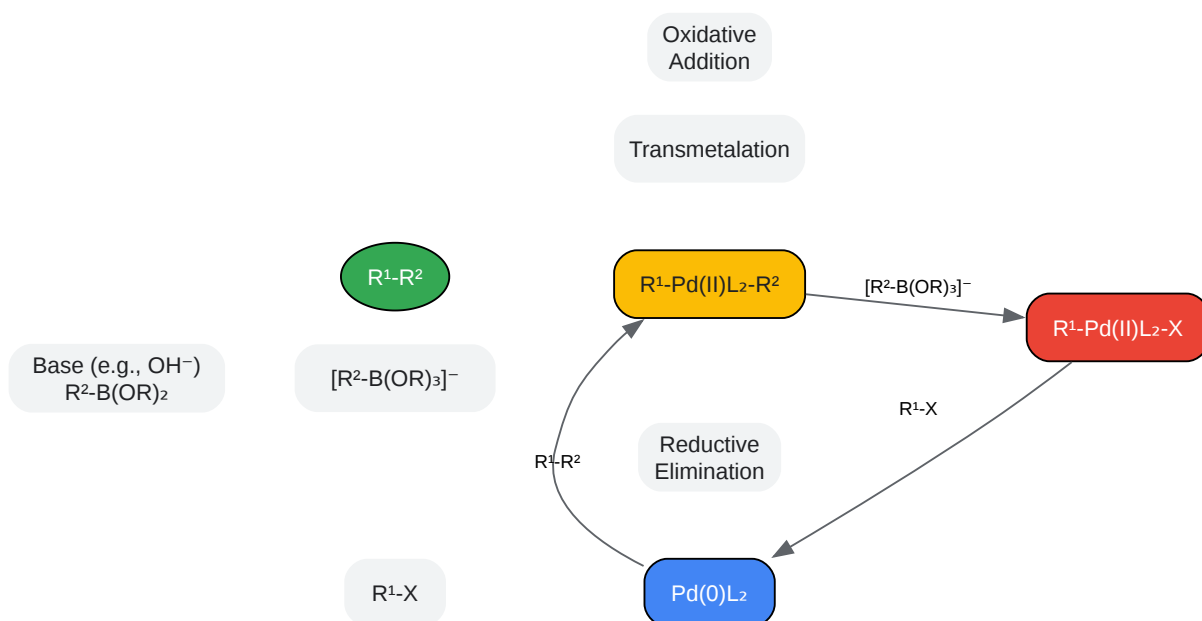 Oxidative
Addition
Transmetalation
R¹-R²
R¹-Pd(II)L₂-R²
[R²-B(OR)₃]⁻
R¹-Pd(II)L₂-X
Base (e.g., OH⁻)
R²-B(OR)₂
[R²-B(OR)₃]⁻
R¹-X
R¹-R²
Reductive
Elimination
R¹-X
Pd(0)L₂